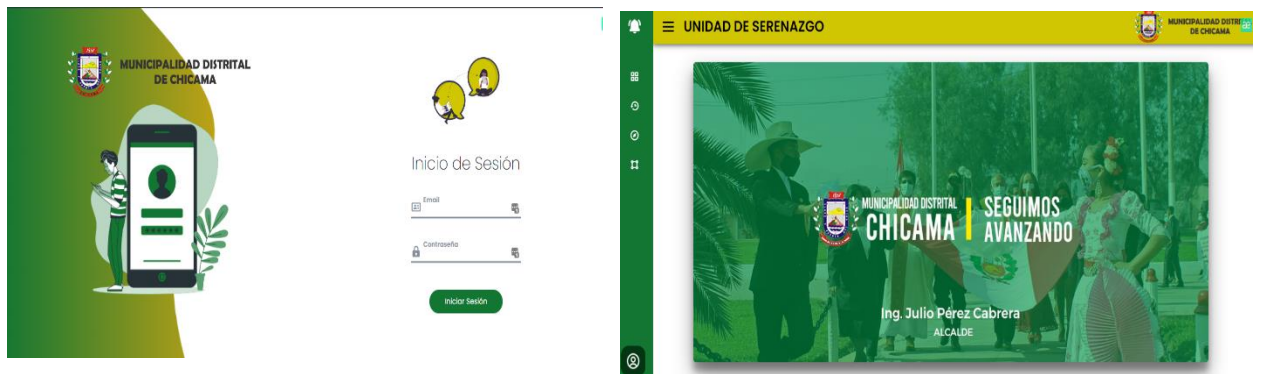 MUNICIPALIDAD DISTRITAL
DE CHICAMA
Inicio de Sesión
Email
Contraseña
Iniciar Sesión
UNIDAD DE SERENAZGO
MUNICIPALIDAD DISTRI
DE CHICAMA
MUNICIPALIDAD DISTRITAL
CHICAMA
SEGUIMOS
AVANZANDO
Ing. Julio Pérez Cabrera
ALCALDE